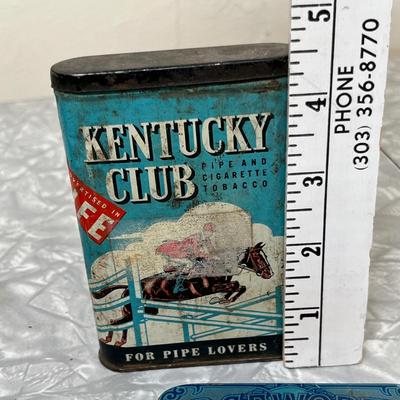 KENTUCKY
CLUB
PIPE AND
CIGARETTE
TOBACCO
FOR PIPE LOVERS
5
4
3
2
1
PHONE
(303) 356-8770